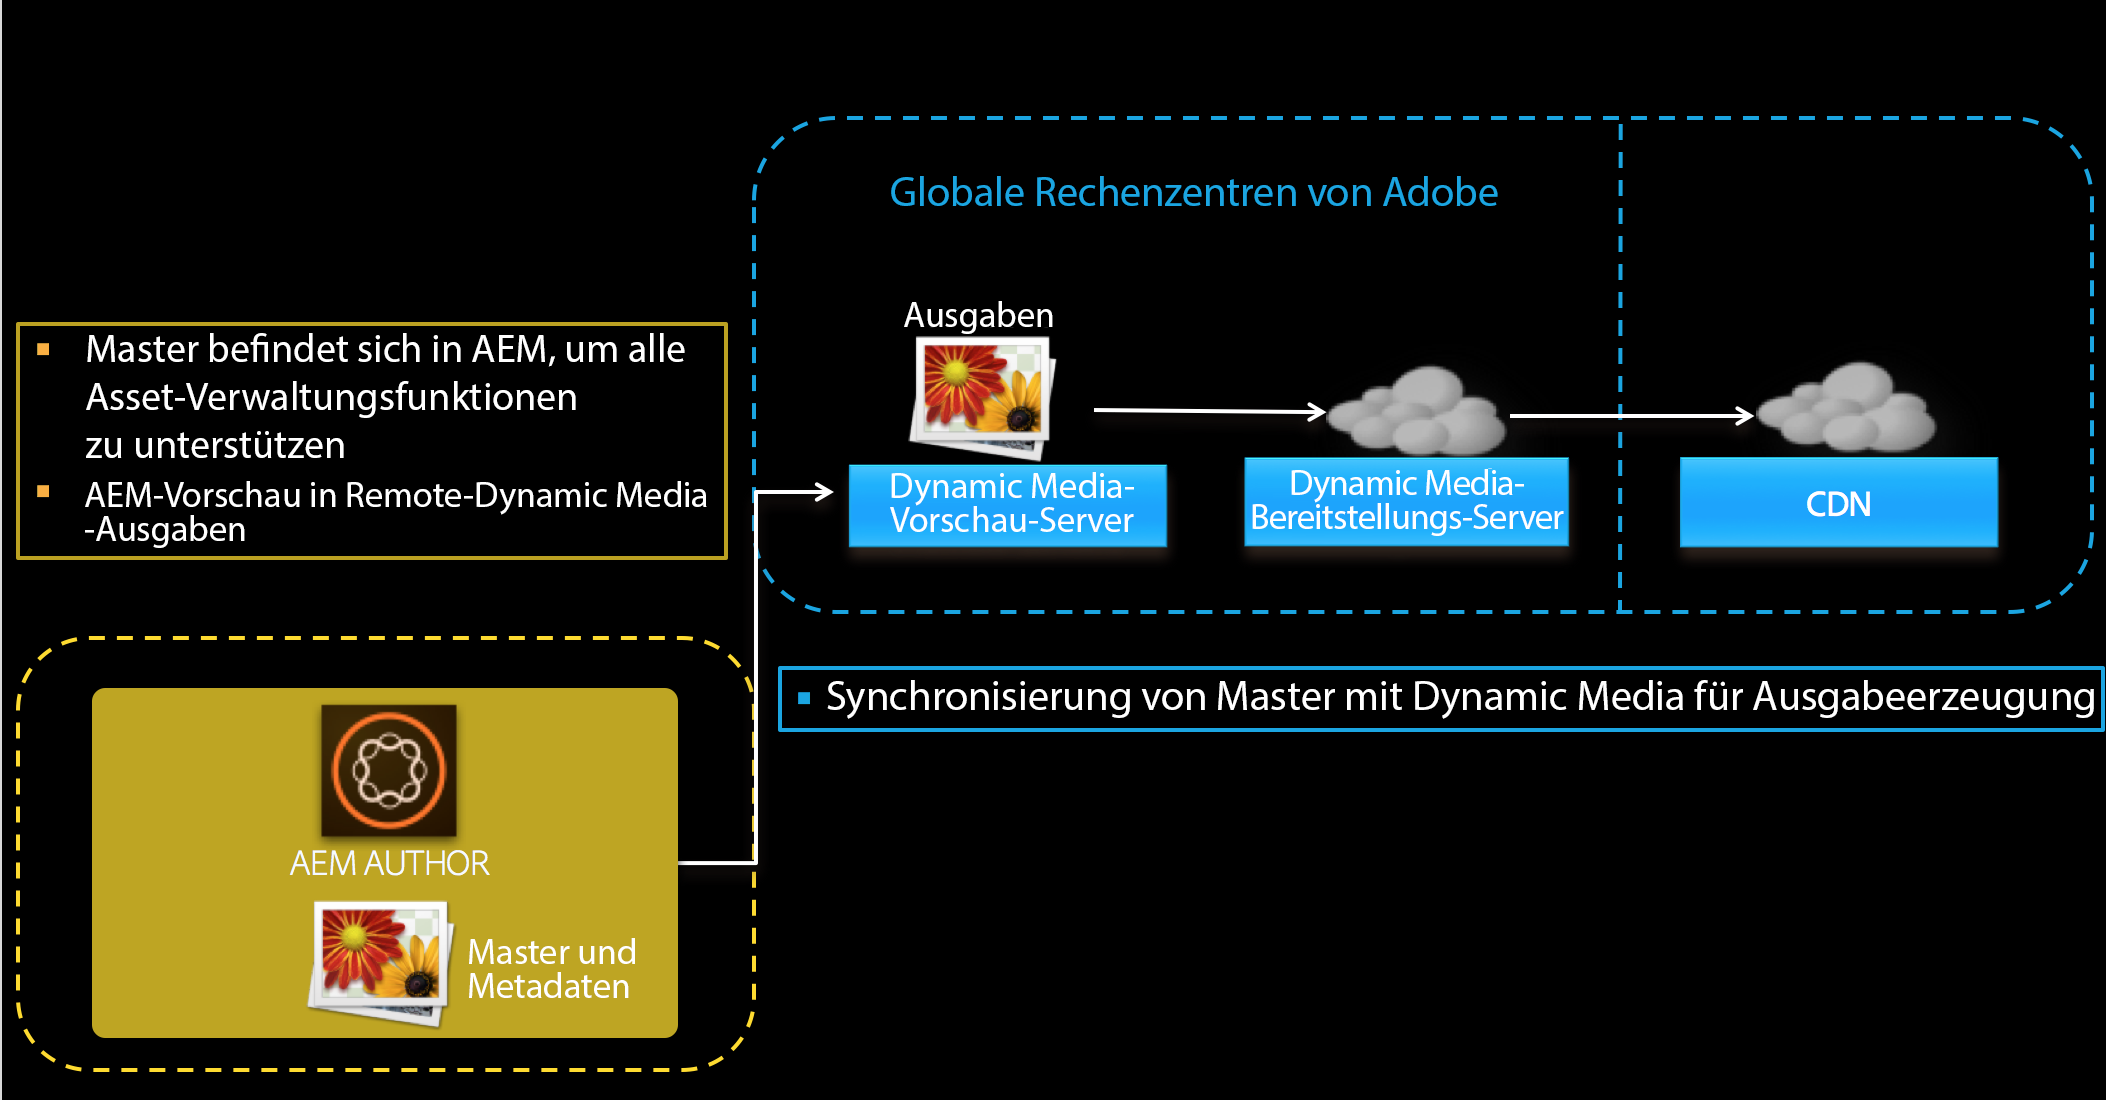 Globale Rechenzentren von Adobe
Ausgaben
Master befindet sich in AEM, um alle
Asset-Verwaltungsfunktionen
zu unterstützen
AEM-Vorschau in Remote-Dynamic Media
-Ausgaben
Dynamic Media-
Vorschau-Server
Dynamic Media-
Bereitstellungs-Server
CDN
Synchronisierung von Master mit Dynamic Media für Ausgabeerzeugung
AEM AUTHOR
Master und
Metadaten